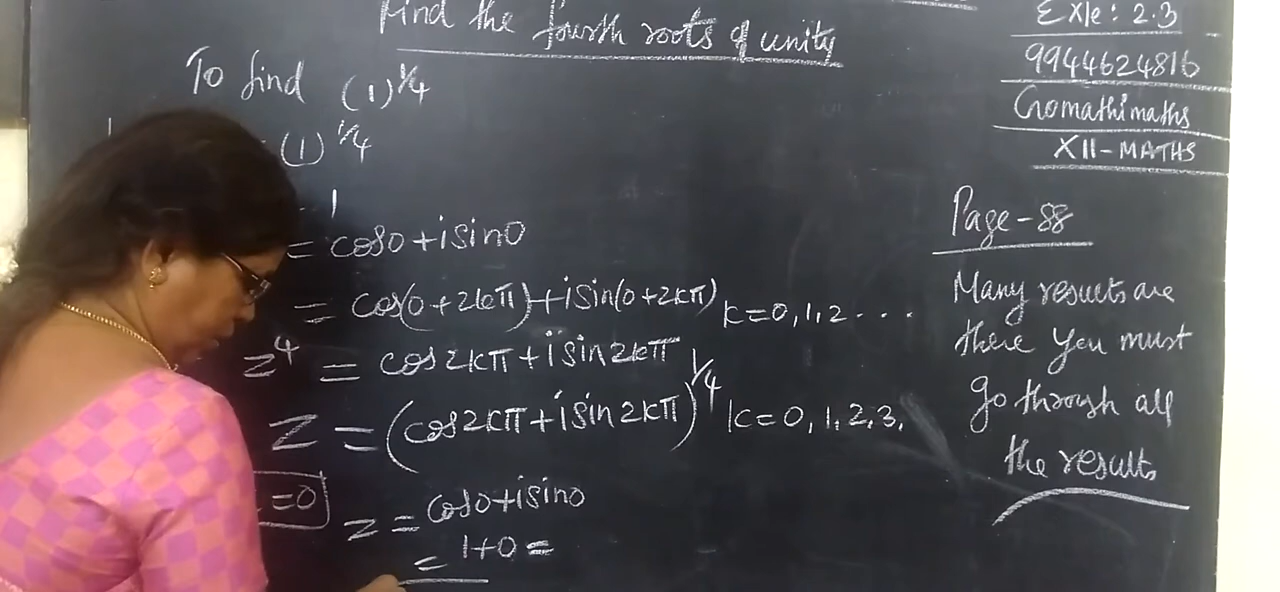 Find the fourth roots of unity
To find (1)^1/4
(1)^1/4
1
= cos0+isin0
= cos(0+2kπ)+isin(0+2kπ) k=0,1,2...
z^4 = cos2kπ+isin2kπ
z = (cos2kπ+isin2kπ)^1/4 k=0,1,2,3.
=0
z = cos0+isin0
= 1+0 =
Ex/e: 2.3
9944624816
Gomathimaths
XII-MATHS
Page-88
Many results are
there you must
go through all
the results